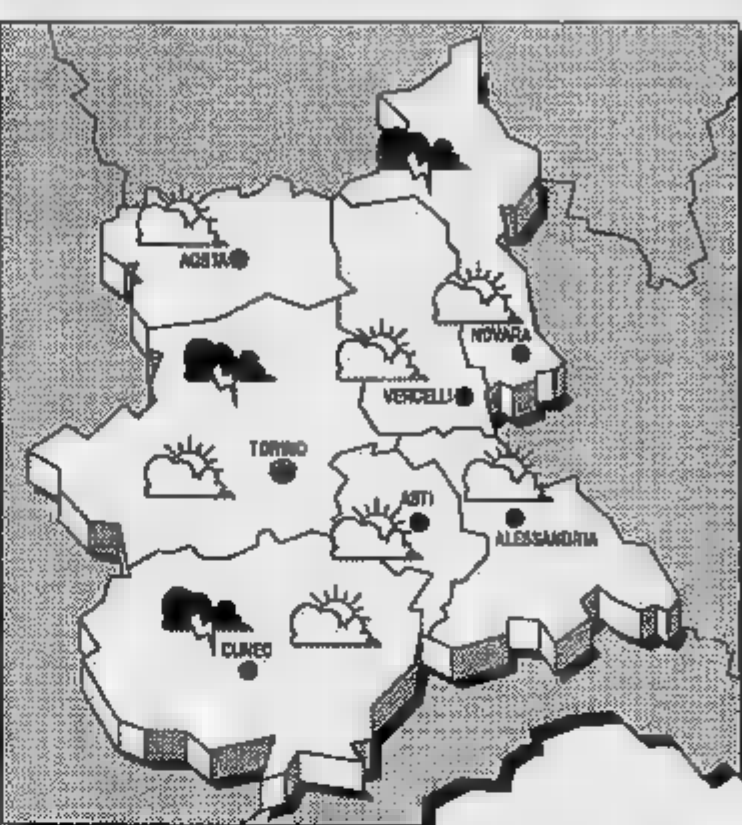 AOSTA
NOVARA
VERCELLI
TORINO
ASTI
ALESSANDRIA
CUNEO